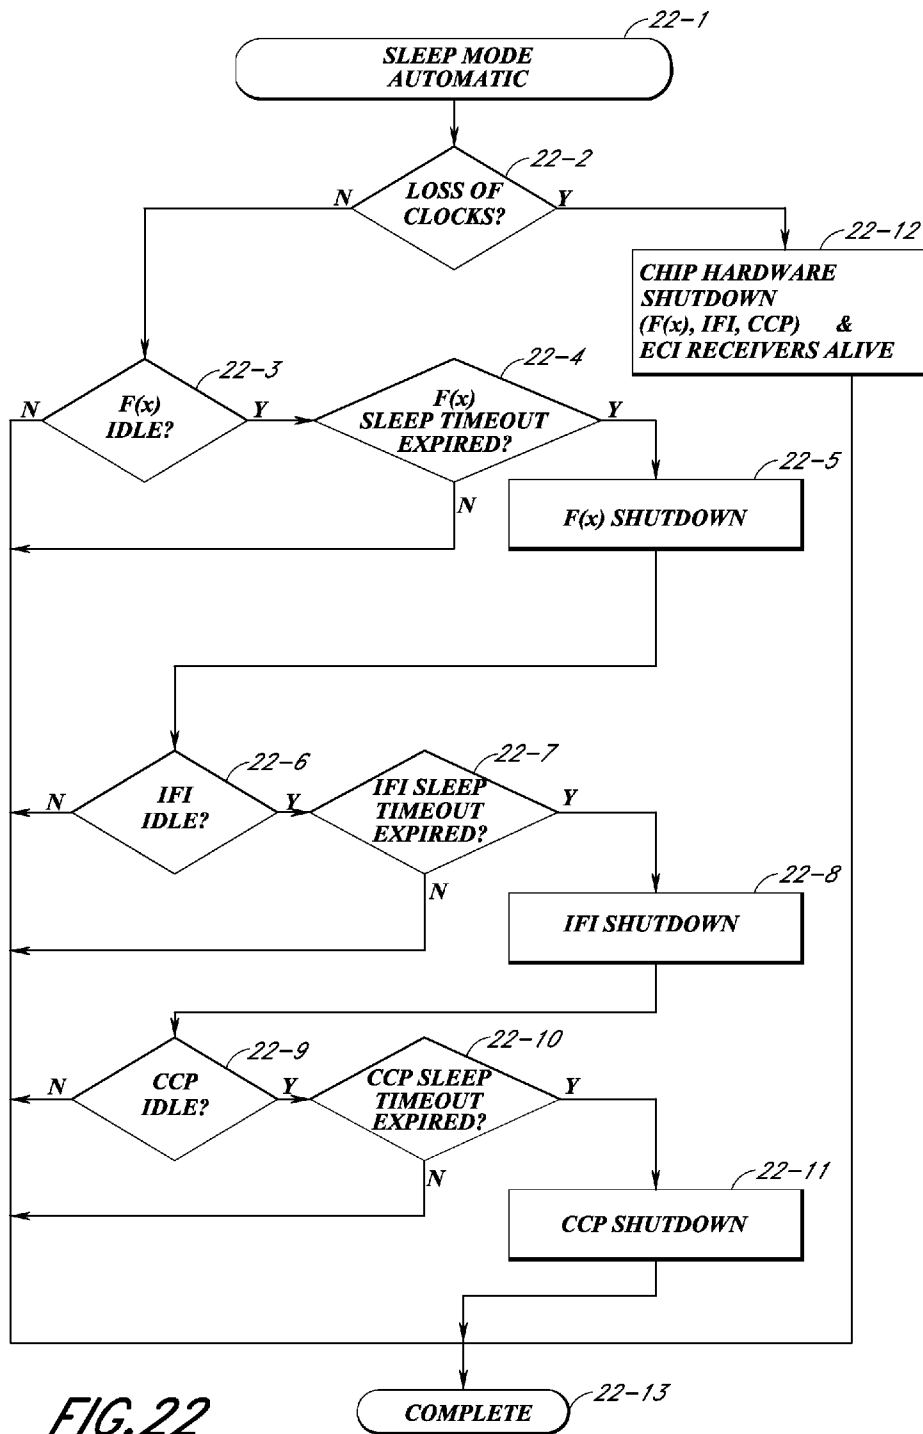 22-1
SLEEP MODE
AUTOMATIC
22-2
N
LOSS OF
CLOCKS?
Y
22-12
CHIP HARDWARE
SHUTDOWN
(F(x), IFI, CCP) &
ECI RECEIVERS ALIVE
22-3
N
F(x)
IDLE?
Y
22-4
F(x)
SLEEP TIMEOUT
EXPIRED?
Y
N
22-5
F(x) SHUTDOWN
22-6
N
IFI
IDLE?
Y
22-7
IFI SLEEP
TIMEOUT
EXPIRED?
Y
N
22-8
IFI SHUTDOWN
22-9
N
CCP
IDLE?
Y
22-10
CCP SLEEP
TIMEOUT
EXPIRED?
Y
N
22-11
CCP SHUTDOWN
22-13
COMPLETE
FIG.22